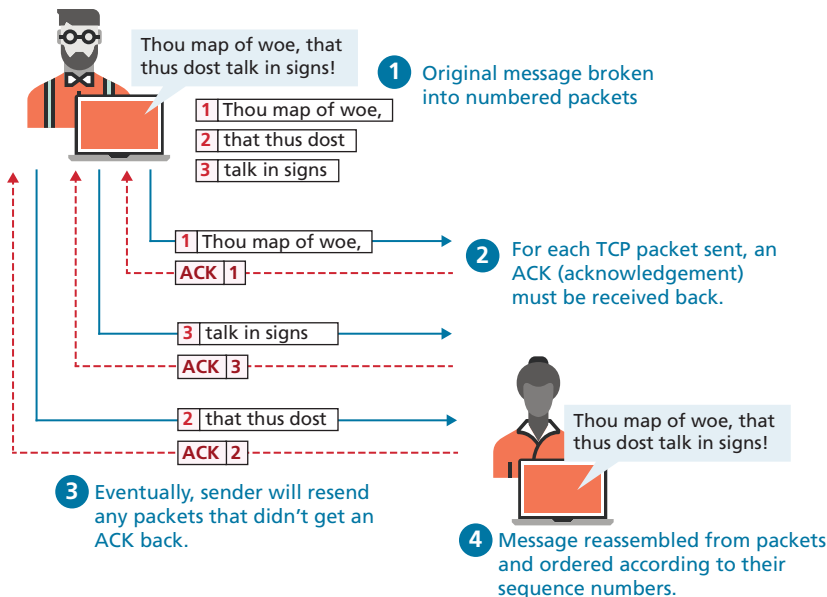 Thou map of woe, that
thus dost talk in signs!
1 Original message broken
into numbered packets
1 Thou map of woe,
2 that thus dost
3 talk in signs
1 Thou map of woe,
ACK 1
2 For each TCP packet sent, an
ACK (acknowledgement)
must be received back.
3 talk in signs
ACK 3
2 that thus dost
ACK 2
Thou map of woe, that
thus dost talk in signs!
3 Eventually, sender will resend
any packets that didn’t get an
ACK back.
4 Message reassembled from packets
and ordered according to their
sequence numbers.